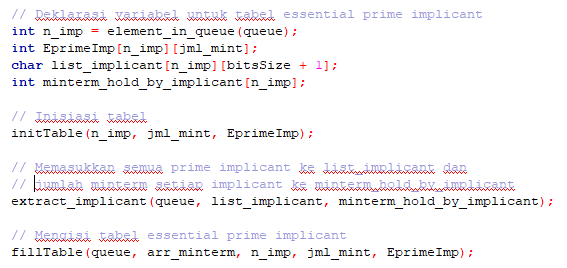 // Deklarasi variabel untuk tabel essential prime implicant
int n_imp = element_in_queue(queue);
int EprimeImp[n_imp][jml_mint];
char list_implicant[n_imp][bitsSize + 1];
int minterm_hold_by_implicant[n_imp];
// Inisiasi tabel
initTable(n_imp, jml_mint, EprimeImp);
// Memasukkan semua prime implicant ke list_implicant dan
// jumlah minterm setiap implicant ke minterm_hold_by_implicant
extract_implicant(queue, list_implicant, minterm_hold_by_implicant);
// Mengisi tabel essential prime implicant
fillTable(queue, arr_minterm, n_imp, jml_mint, EprimeImp);